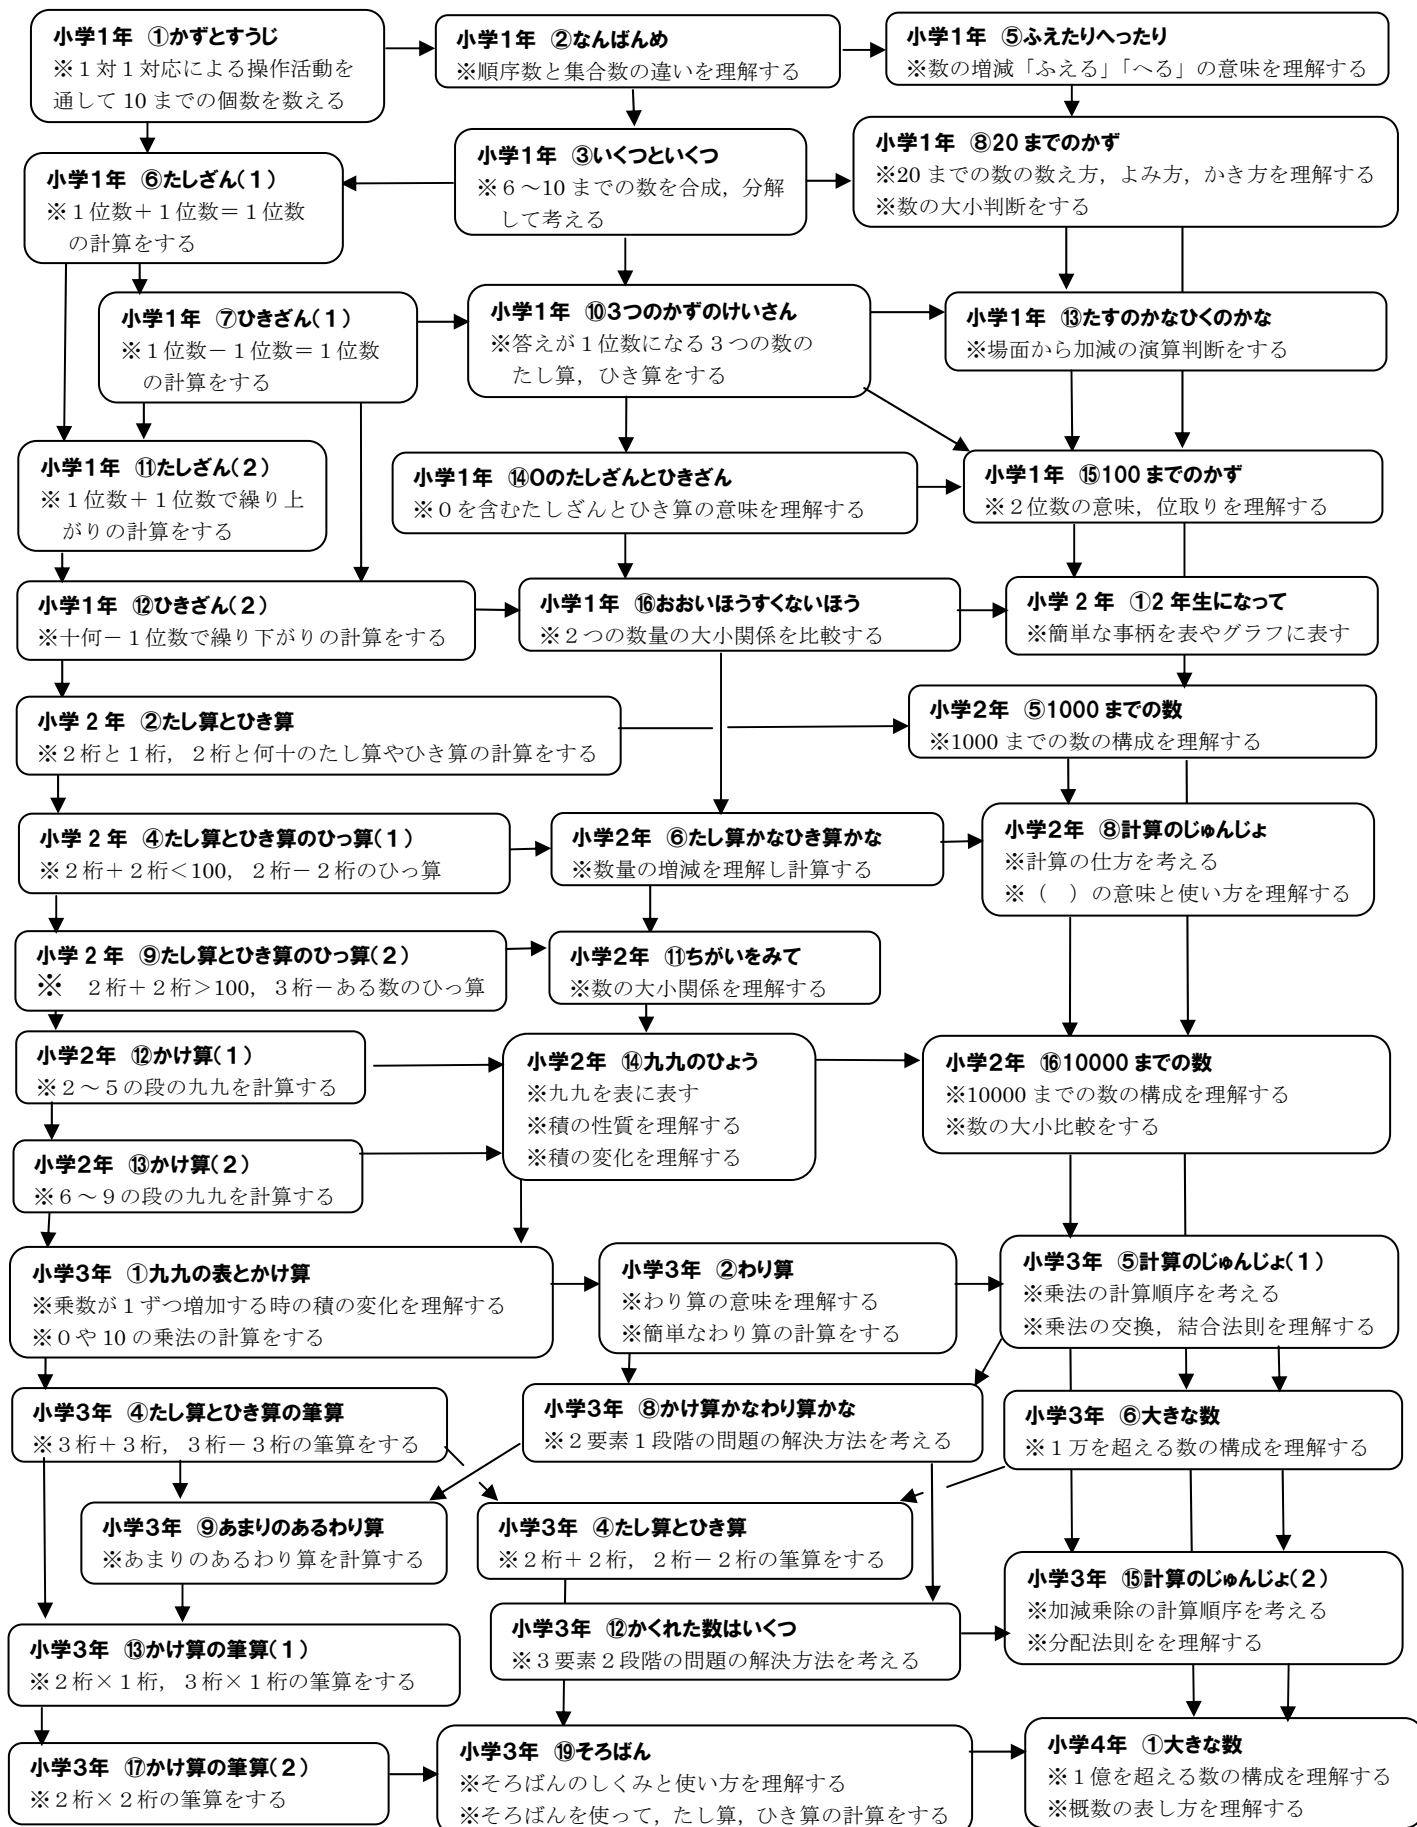 小学1年 ①かずとすうじ
※１対１対応による操作活動を
通して 10 までの個数を数える
小学1年 ②なんばんめ
※順序数と集合数の違いを理解する
小学1年 ⑤ふえたりへったり
※数の増減「ふえる」「へる」の意味を理解する
小学1年 ⑥たしざん(１)
※１位数＋１位数＝１位数
の計算をする
小学1年 ③いくつといくつ
※６～10 までの数を合成，分解
して考える
小学1年 ⑧20 までのかず
※20 までの数の数え方，よみ方，かき方を理解する
※数の大小判断をする
小学1年 ⑦ひきざん(１)
※１位数－１位数＝１位数
の計算をする
小学1年 ⑩３つのかずのけいさん
※答えが１位数になる３つの数の
たし算，ひき算をする
小学1年 ⑬たすのかなひくのかな
※場面から加減の演算判断をする
小学1年 ⑪たしざん(２)
※１位数＋１位数で繰り上
がりの計算をする
小学1年 ⑭０のたしざんとひきざん
※０を含むたしざんとひき算の意味を理解する
小学1年 ⑮100 までのかず
※２位数の意味，位取りを理解する
小学1年 ⑫ひきざん(２)
※十何－１位数で繰り下がりの計算をする
小学1年 ⑯おおいほうすくないほう
※２つの数量の大小関係を比較する
小学 2 年 ①2 年生になって
※簡単な事柄を表やグラフに表す
小学 2 年 ②たし算とひき算
※２桁と１桁，２桁と何十のたし算やひき算の計算をする
小学2年 ⑤1000 までの数
※1000 までの数の構成を理解する
小学 2 年 ④たし算とひき算のひっ算(１)
※２桁＋２桁＜100，２桁－２桁のひっ算
小学2年 ⑥たし算かなひき算かな
※数量の増減を理解し計算する
小学2年 ⑧計算のじゅんじょ
※計算の仕方を考える
※（　）の意味と使い方を理解する
小学 2 年 ⑨たし算とひき算のひっ算(２)
※　２桁＋２桁＞100，３桁－ある数のひっ算
小学2年 ⑪ちがいをみて
※数の大小関係を理解する
小学2年 ⑫かけ算(１)
※２～５の段の九九を計算する
小学2年 ⑭九九のひょう
※九九を表に表す
※積の性質を理解する
※積の変化を理解する
小学2年 ⑯10000 までの数
※10000 までの数の構成を理解する
※数の大小比較をする
小学2年 ⑬かけ算(２)
※６～９の段の九九を計算する
小学3年 ①九九の表とかけ算
※乗数が１ずつ増加する時の積の変化を理解する
※０や 10 の乗法の計算をする
小学3年 ②わり算
※わり算の意味を理解する
※簡単なわり算の計算をする
小学3年 ⑤計算のじゅんじょ(１)
※乗法の計算順序を考える
※乗法の交換，結合法則を理解する
小学3年 ④たし算とひき算の筆算
※３桁＋３桁，３桁－３桁の筆算をする
小学3年 ⑧かけ算かなわり算かな
※２要素１段階の問題の解決方法を考える
小学3年 ⑥大きな数
※１万を超える数の構成を理解する
小学3年 ⑨あまりのあるわり算
※あまりのあるわり算を計算する
小学3年 ④たし算とひき算
※２桁＋２桁，２桁－２桁の筆算をする
小学3年 ⑮計算のじゅんじょ(２)
※加減乗除の計算順序を考える
※分配法則をを理解する
小学3年 ⑬かけ算の筆算(１)
※２桁×１桁，３桁×１桁の筆算をする
小学3年 ⑫かくれた数はいくつ
※３要素２段階の問題の解決方法を考える
小学3年 ⑰かけ算の筆算(２)
※２桁×２桁の筆算をする
小学3年 ⑲そろばん
※そろばんのしくみと使い方を理解する
※そろばんを使って，たし算，ひき算の計算をする
小学4年 ①大きな数
※１億を超える数の構成を理解する
※概数の表し方を理解する